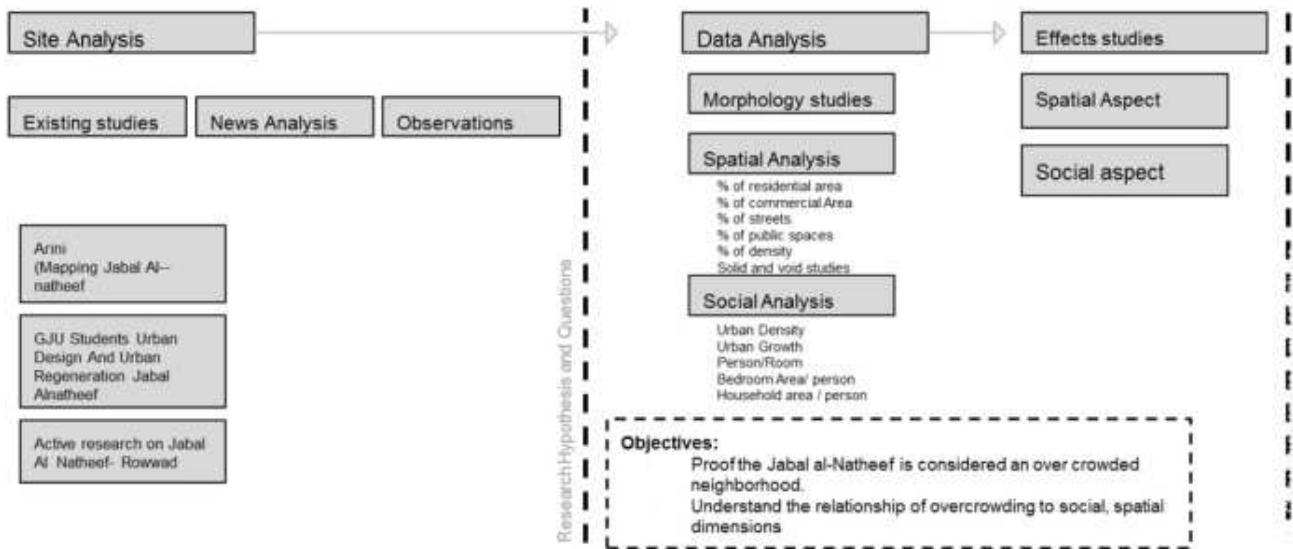 Site Analysis
Existing studies
News Analysis
Observations
Arini
(Mapping Jabal Al--
natheef
GJU Students Urban
Design And Urban
Regeneration Jabal
Alnatheef
Active research on Jabal
Al Natheef- Rowwad
Research Hypothesis and Questions
Data Analysis
Morphology studies
Spatial Analysis
% of residential area
% of commercial Area
% of streets
% of public spaces
% of density
Solid and void studies
Social Analysis
Urban Density
Urban Growth
Person/Room
Bedroom Area/ person
Household area / person
Effects studies
Spatial Aspect
Social aspect
Objectives:
Proof the Jabal al-Natheef is considered an over crowded
neighborhood.
Understand the relationship of overcrowding to social, spatial
dimensions